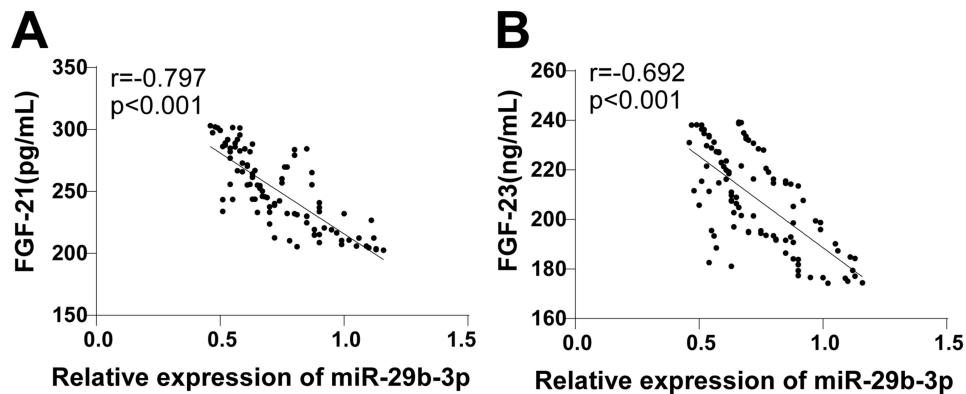 A
r=-0.797
p<0.001
FGF-21(pg/mL)
350
300
250
200
150
0.0 0.5 1.0 1.5
Relative expression of miR-29b-3p
B
r=-0.692
p<0.001
FGF-23(ng/mL)
260
240
220
200
180
160
0.0 0.5 1.0 1.5
Relative expression of miR-29b-3p